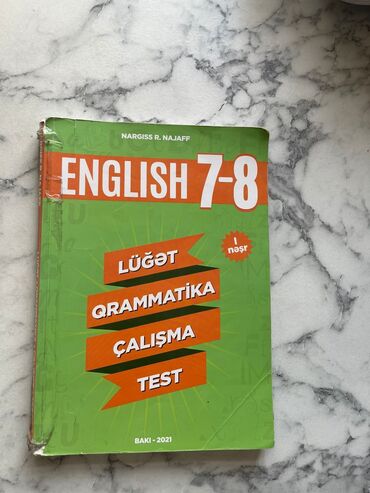 NARGISS R. NAJAFF
ENGLISH 7-8
I
nəşr
LÜĞƏT
QRAMMATİKA
ÇALIŞMA
TEST
BAKI - 2021